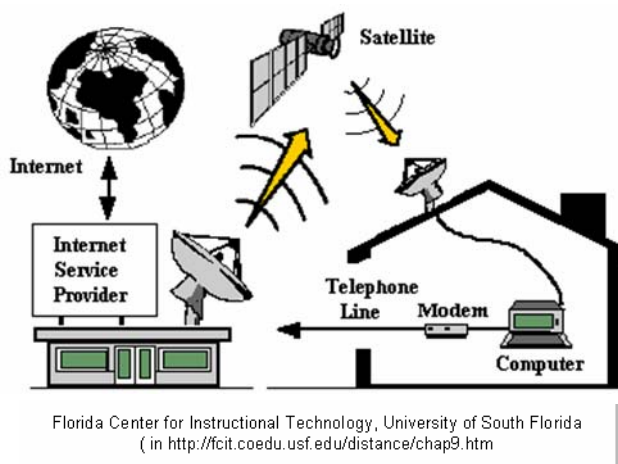 Satellite
Internet
Internet
Service
Provider
Telephone
Line
Modem
Computer
Florida Center for Instructional Technology, University of South Florida
( in http://fcit.coedu.usf.edu/distance/chap9.htm